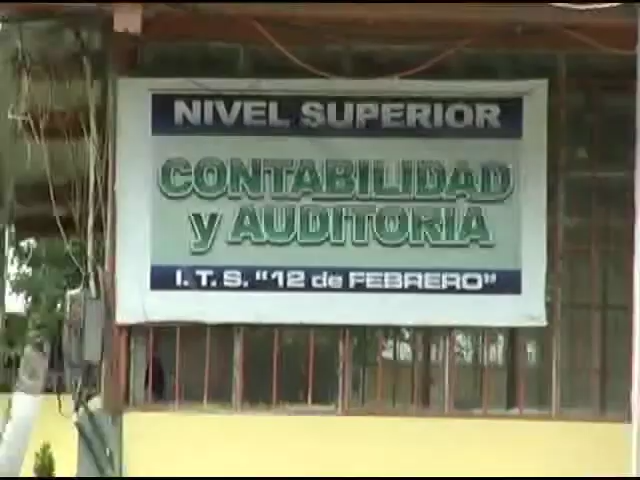 NIVEL SUPERIOR
CONTABILIDAD
y AUDITORIA
I. T. S. "12 de FEBRERO"